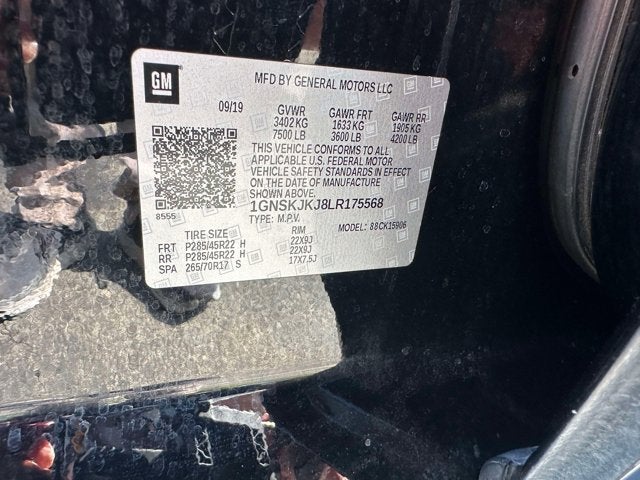 GM
MFD BY GENERAL MOTORS LLC
09/19 GVWR GAWR FRT GAWR RR
3402 KG 1633 KG 1905 KG
7500 LB 3600 LB 4200 LB
THIS VEHICLE CONFORMS TO ALL
APPLICABLE U.S. FEDERAL MOTOR
VEHICLE SAFETY STANDARDS IN EFFECT
ON THE DATE OF MANUFACTURE
SHOWN ABOVE.
1GNSKJKJ8LR175568
8555 TYPE: M.P.V. MODEL: 88CK15906
TIRE SIZE RIM
FRT P285/45R22 H 22X9J
RR P285/45R22 H 22X9J
SPA 265/70R17 S 17X7.5J